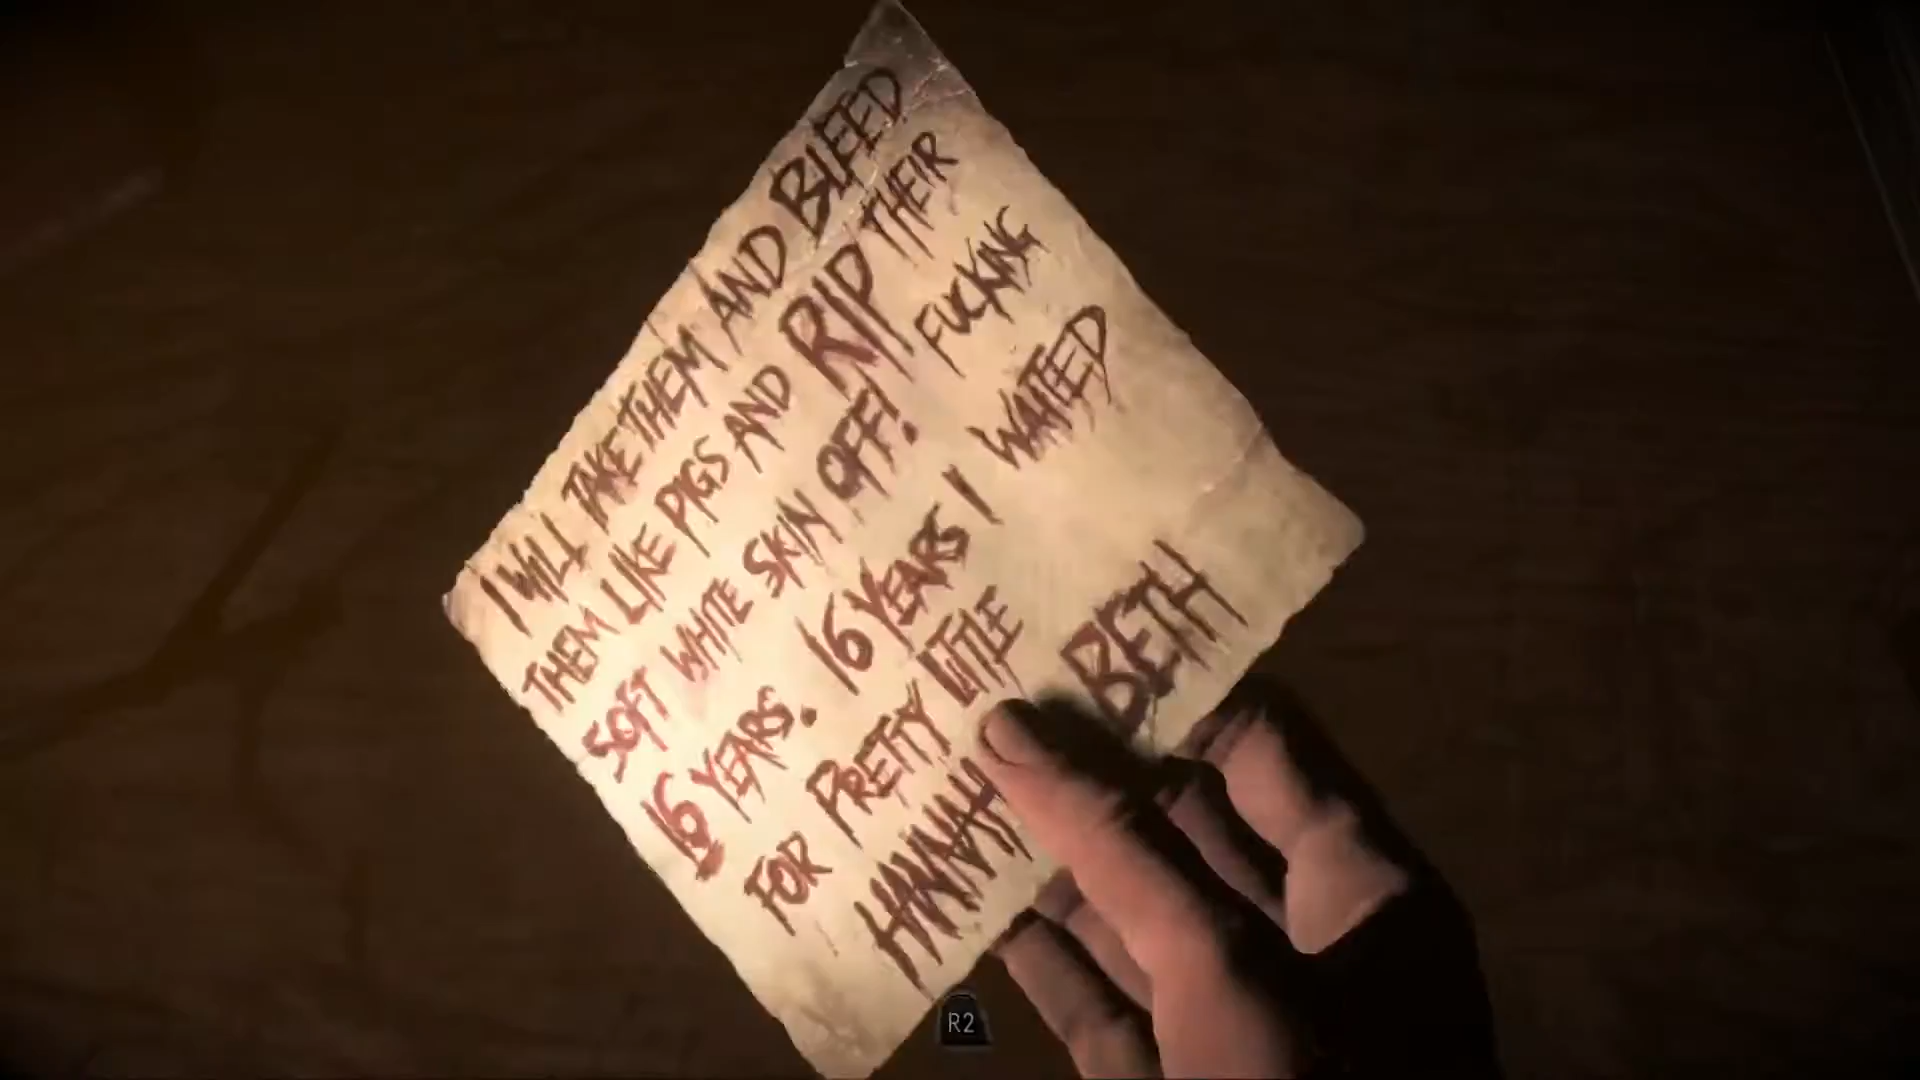 I WILL TAKE THEM AND BLEED
THEM LIKE PIGS AND RIP THEIR
SOFT WHITE SKIN OFF! FUCKING
16 YEARS. 16 YEARS I WAITED
FOR PRETTY LITTLE
HANNAH BETH
R2